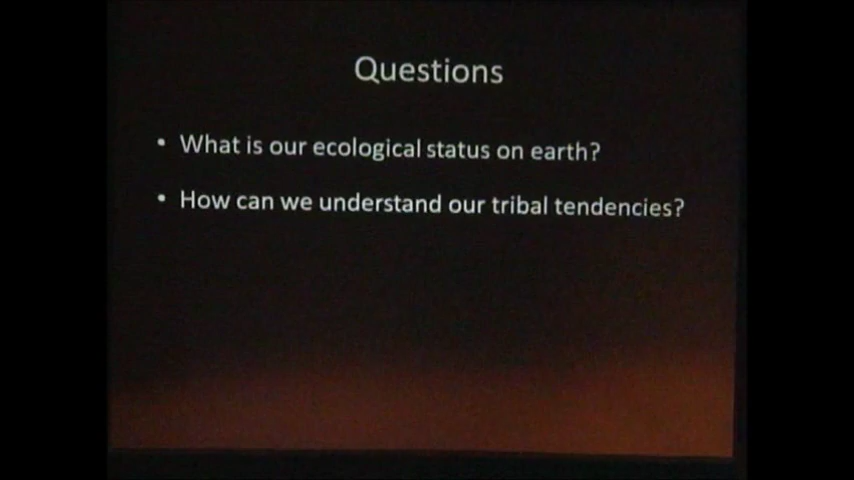 Questions
• What is our ecological status on earth?
• How can we understand our tribal tendencies?